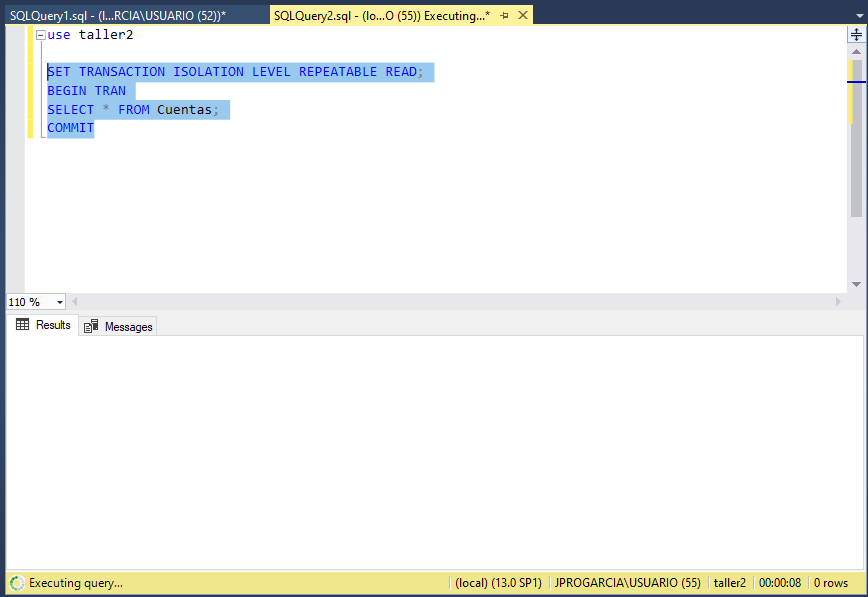 SQLQuery1.sql - (l...RCIA\USUARIO (52))*
SQLQuery2.sql - (lo...O (55)) Executing...*
use taller2
SET TRANSACTION ISOLATION LEVEL REPEATABLE READ;
BEGIN TRAN
SELECT * FROM Cuentas;
COMMIT
110 %
Results
Messages
Executing query...
(local) (13.0 SP1)
JPROGARCIA\USUARIO (55)
taller2
00:00:08
0 rows